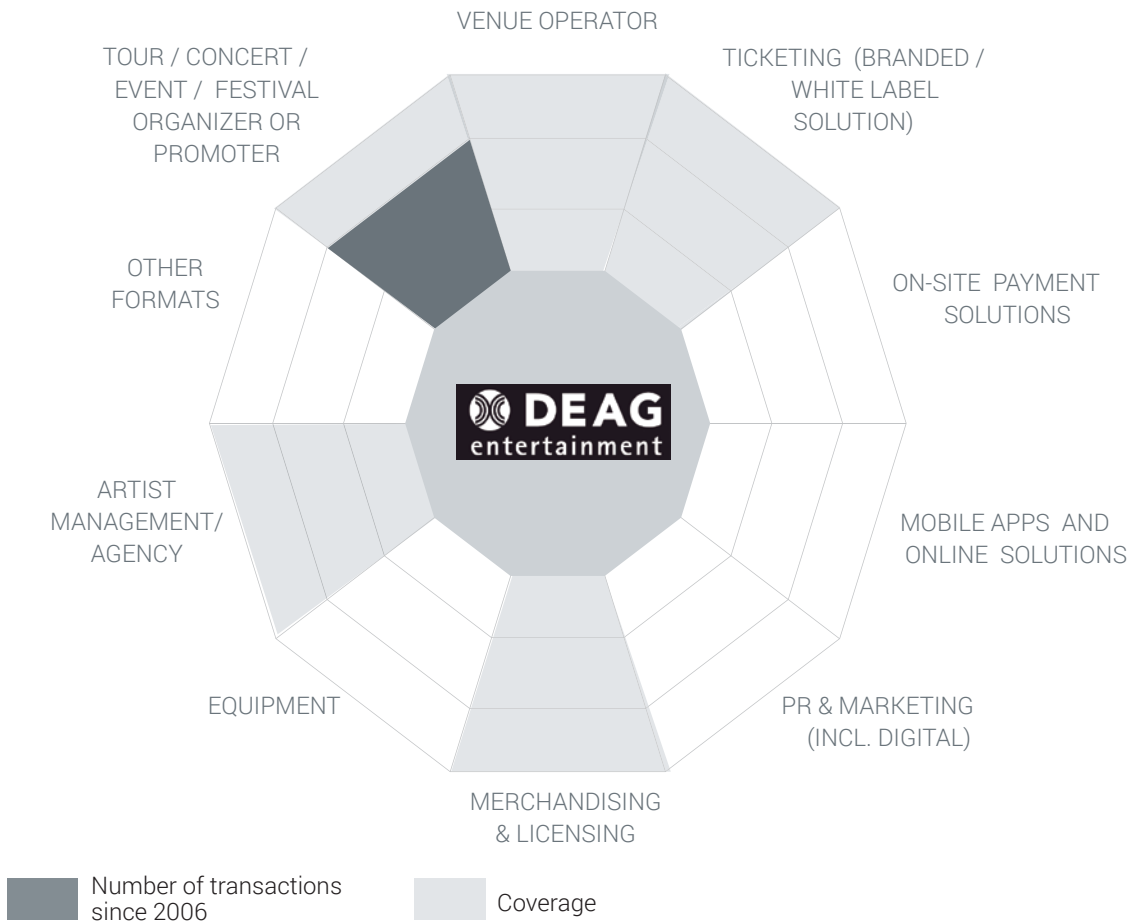 VENUE OPERATOR
TOUR / CONCERT /
EVENT / FESTIVAL
ORGANIZER OR
PROMOTER
TICKETING (BRANDED /
WHITE LABEL
SOLUTION)
OTHER
FORMATS
ON-SITE PAYMENT
SOLUTIONS
DEAG
entertainment
ARTIST
MANAGEMENT/
AGENCY
MOBILE APPS AND
ONLINE SOLUTIONS
EQUIPMENT
PR & MARKETING
(INCL. DIGITAL)
MERCHANDISING
& LICENSING
Number of transactions
since 2006
Coverage